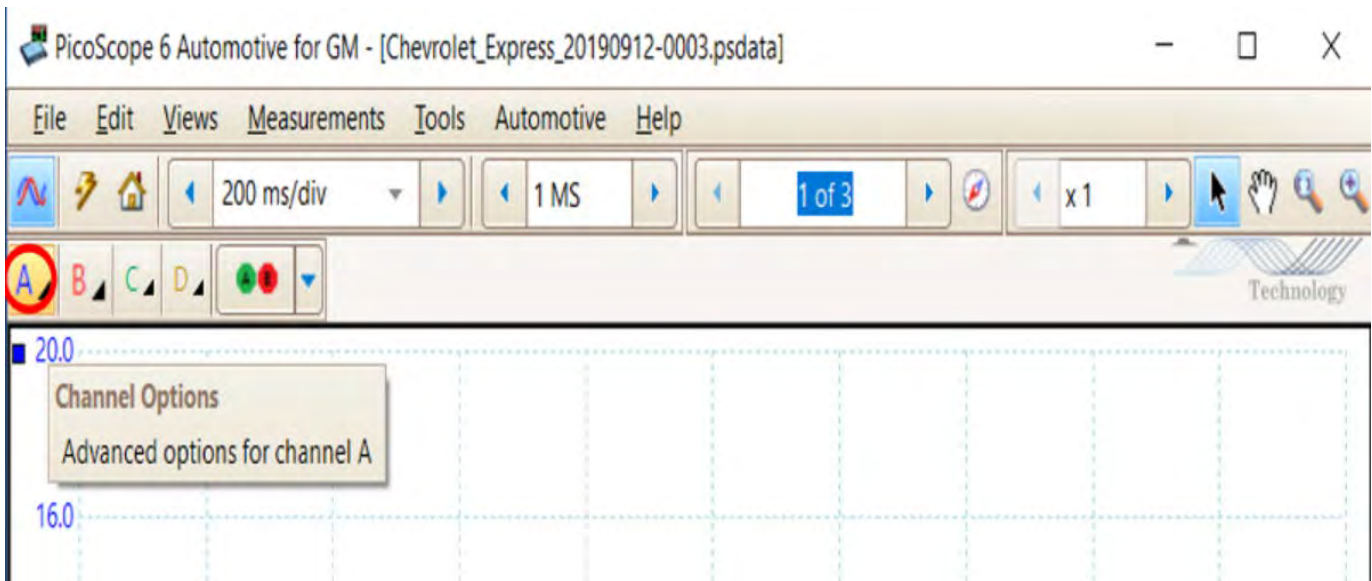 PicoScope 6 Automotive for GM - [Chevrolet_Express_20190912-0003.psdata]
File Edit Views Measurements Tools Automotive Help
200 ms/div 1 MS 1 of 3 x 1
A B C D A B
Technology
20.0
Channel Options
Advanced options for channel A
16.0